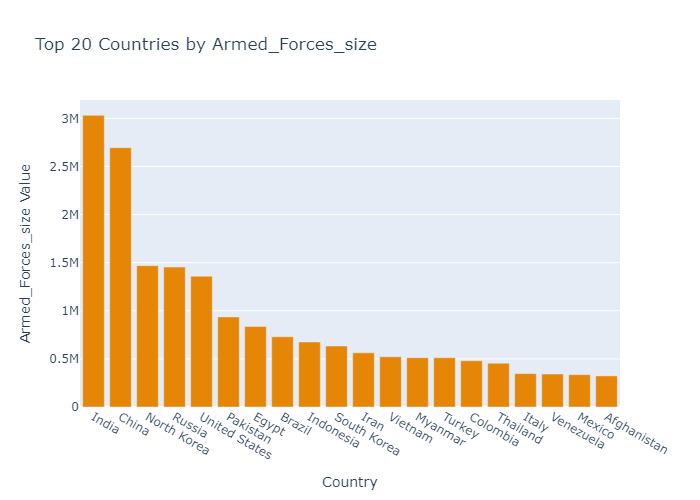 Top 20 Countries by Armed_Forces_size
Armed_Forces_size Value
3M
2.5M
2M
1.5M
1M
0.5M
0
India
China
North Korea
Russia
United States
Pakistan
Egypt
Brazil
Indonesia
South Korea
Iran
Vietnam
Myanmar
Turkey
Colombia
Thailand
Italy
Venezuela
Mexico
Afghanistan
Country